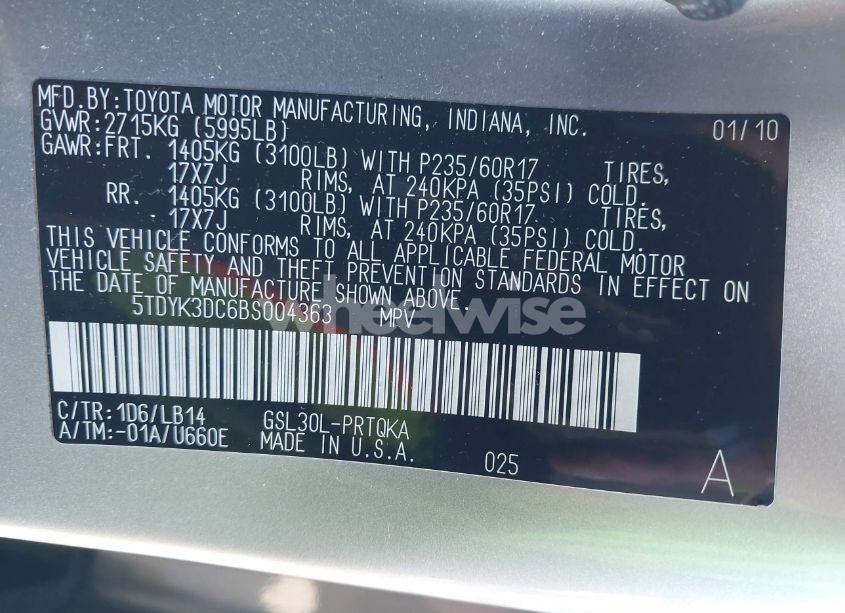 MFD.BY:TOYOTA MOTOR MANUFACTURING, INDIANA, INC. 01/10
GVWR:2715KG (5995LB)
GAWR:FRT. 1405KG (3100LB) WITH P235/60R17 TIRES,
17X7J RIMS, AT 240KPA (35PSI) COLD.
RR. 1405KG (3100LB) WITH P235/60R17 TIRES,
17X7J RIMS, AT 240KPA (35PSI) COLD.
THIS VEHICLE CONFORMS TO ALL APPLICABLE FEDERAL MOTOR
VEHICLE SAFETY AND THEFT PREVENTION STANDARDS IN EFFECT ON
THE DATE OF MANUFACTURE SHOWN ABOVE.
5TDYK3DC6BS004363 MPV
wheelwise
C/TR:1D6/LB14 GSL30L-PRTQKA
A/TM:-01A/U660E MADE IN U.S.A. 025 A